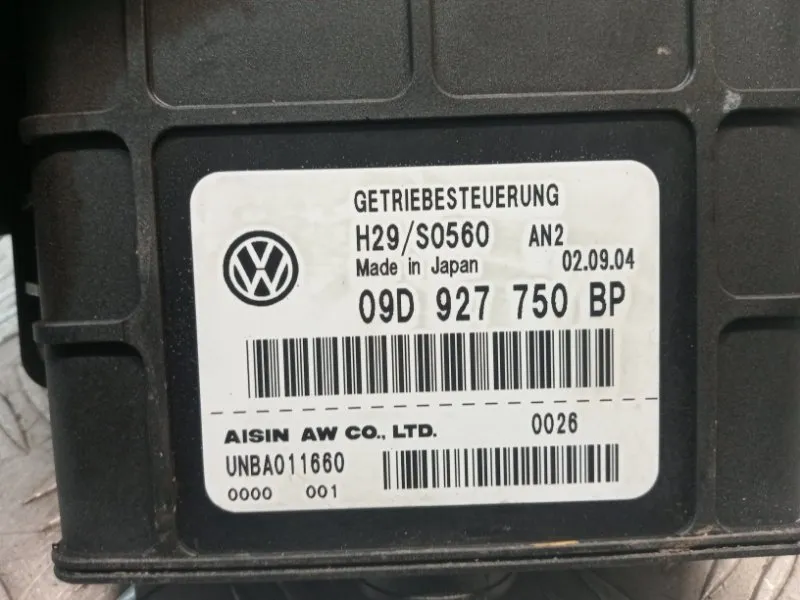 GETRIEBESTEUERUNG
H29/S0560 AN2
Made in Japan 02.09.04
09D 927 750 BP
AISIN AW CO., LTD. 0026
UNBA011660
0000 001